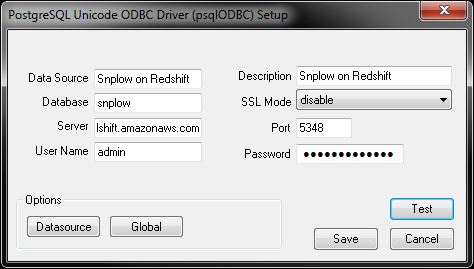 PostgreSQL Unicode ODBC Driver (psqlODBC) Setup
Data Source Snplow on Redshift
Description Snplow on Redshift
Database snplow
SSL Mode disable
Server lshift.amazonaws.com
Port 5348
User Name admin
Password ●●●●●●●●●●●●●
Options
Datasource
Global
Test
Save
Cancel